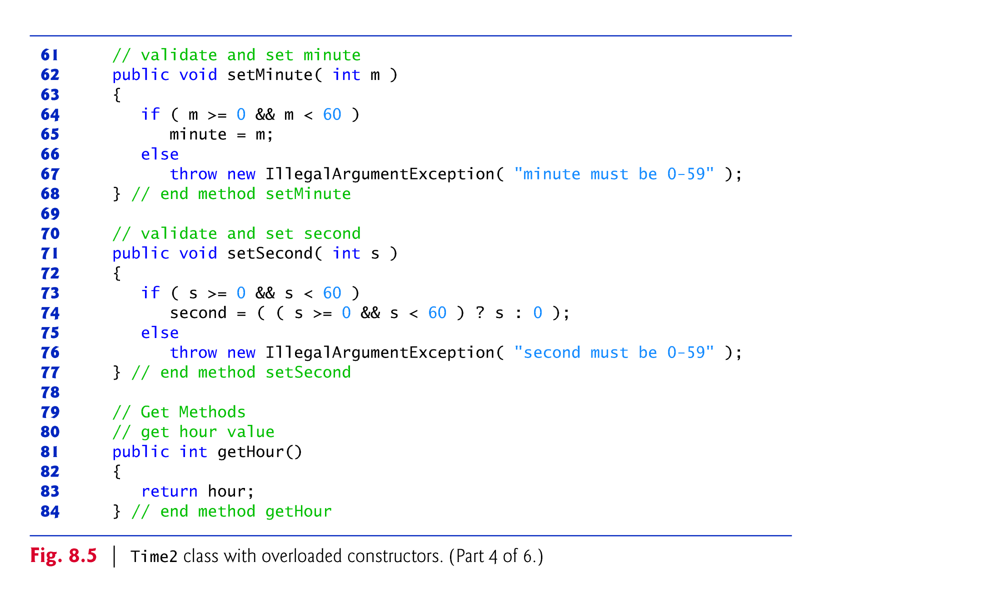 61 // validate and set minute
62 public void setMinute( int m )
63 {
64 if ( m >= 0 && m < 60 )
65 minute = m;
66 else
67 throw new IllegalArgumentException( "minute must be 0-59" );
68 } // end method setMinute
69
70 // validate and set second
71 public void setSecond( int s )
72 {
73 if ( s >= 0 && s < 60 )
74 second = ( ( s >= 0 && s < 60 ) ? s : 0 );
75 else
76 throw new IllegalArgumentException( "second must be 0-59" );
77 } // end method setSecond
78
79 // Get Methods
80 // get hour value
81 public int getHour()
82 {
83 return hour;
84 } // end method getHour
Fig. 8.5 | Time2 class with overloaded constructors. (Part 4 of 6.)